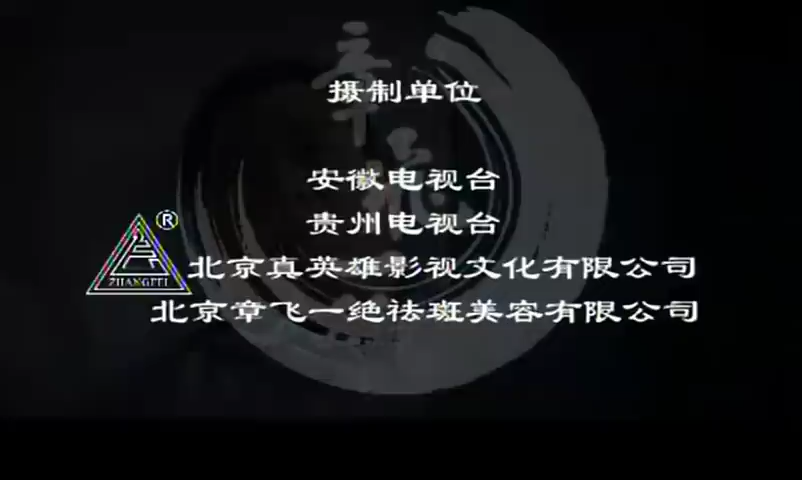 摄制单位
安徽电视台
贵州电视台
北京真英雄影视文化有限公司
ZHANGFEI
®
北京章飞一绝祛斑美容有限公司